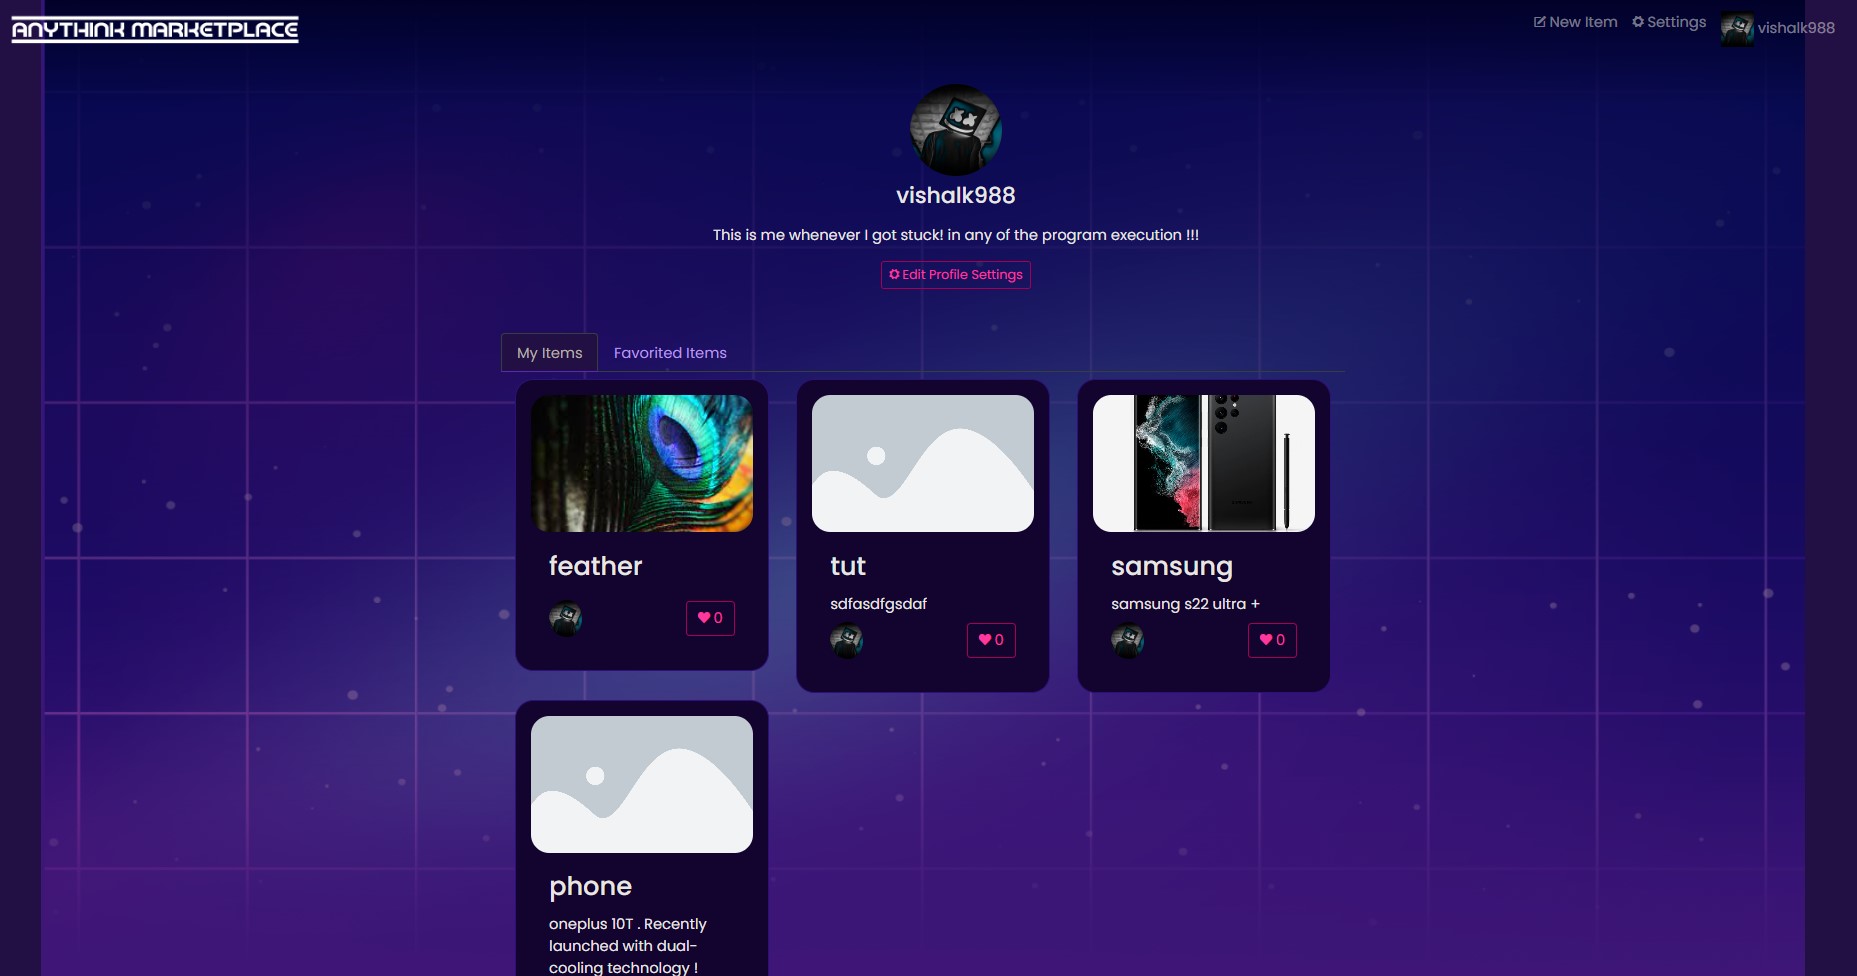 ANYTHINK MARKETPLACE
New Item
Settings
vishalk988
vishalk988
This is me whenever I got stuck! in any of the program execution !!!
Edit Profile Settings
My Items
Favorited Items
feather
0
tut
sdfasdfgsdaf
0
samsung
samsung s22 ultra +
0
phone
oneplus 10T . Recently
launched with dual-
cooling technology !